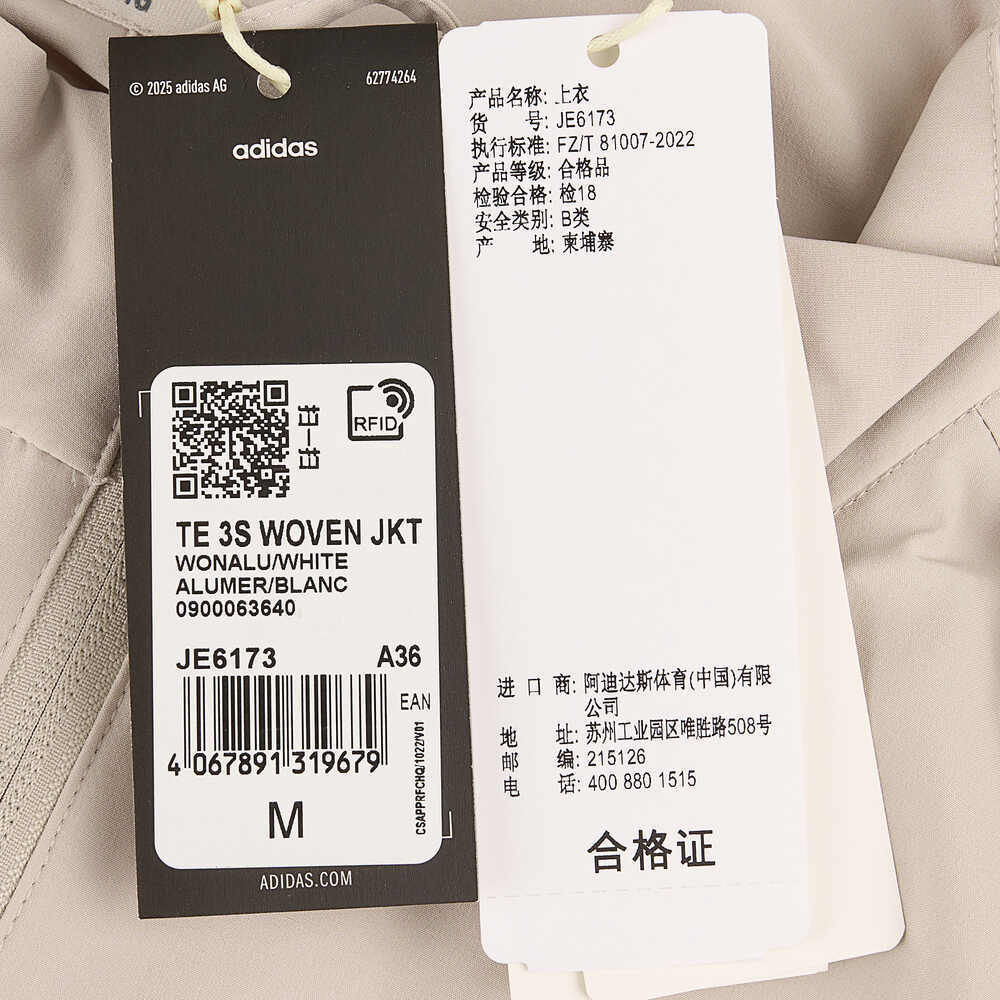 © 2025 adidas AG
62774264
adidas
扫一扫
RFID
TE 3S WOVEN JKT
WONALU/WHITE
ALUMER/BLANC
0900063640
JE6173 A36
EAN
4 067891 319679
M
CSAPPRFCHQ/1022/V01
ADIDAS.COM
产品名称: 上衣
货 号: JE6173
执行标准: FZ/T 81007-2022
产品等级: 合格品
检验合格: 检18
安全类别: B类
产 地: 柬埔寨
进 口 商: 阿迪达斯体育(中国)有限
公司
地 址: 苏州工业园区唯胜路508号
邮 编: 215126
电 话: 400 880 1515
合格证